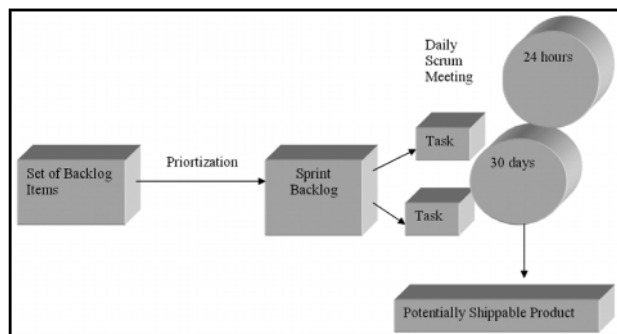 Daily
Scrum
Meeting
24 hours
Set of Backlog
Items
Priortization
Sprint
Backlog
Task
Task
30 days
Potentially Shippable Product